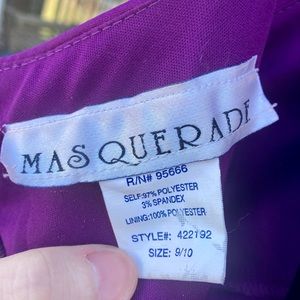 MASQUERADE
R/N# 95666
SELF:97% POLYESTER
3% SPANDEX
LINING:100% POLYESTER
STYLE#: 422192
SIZE: 9/10